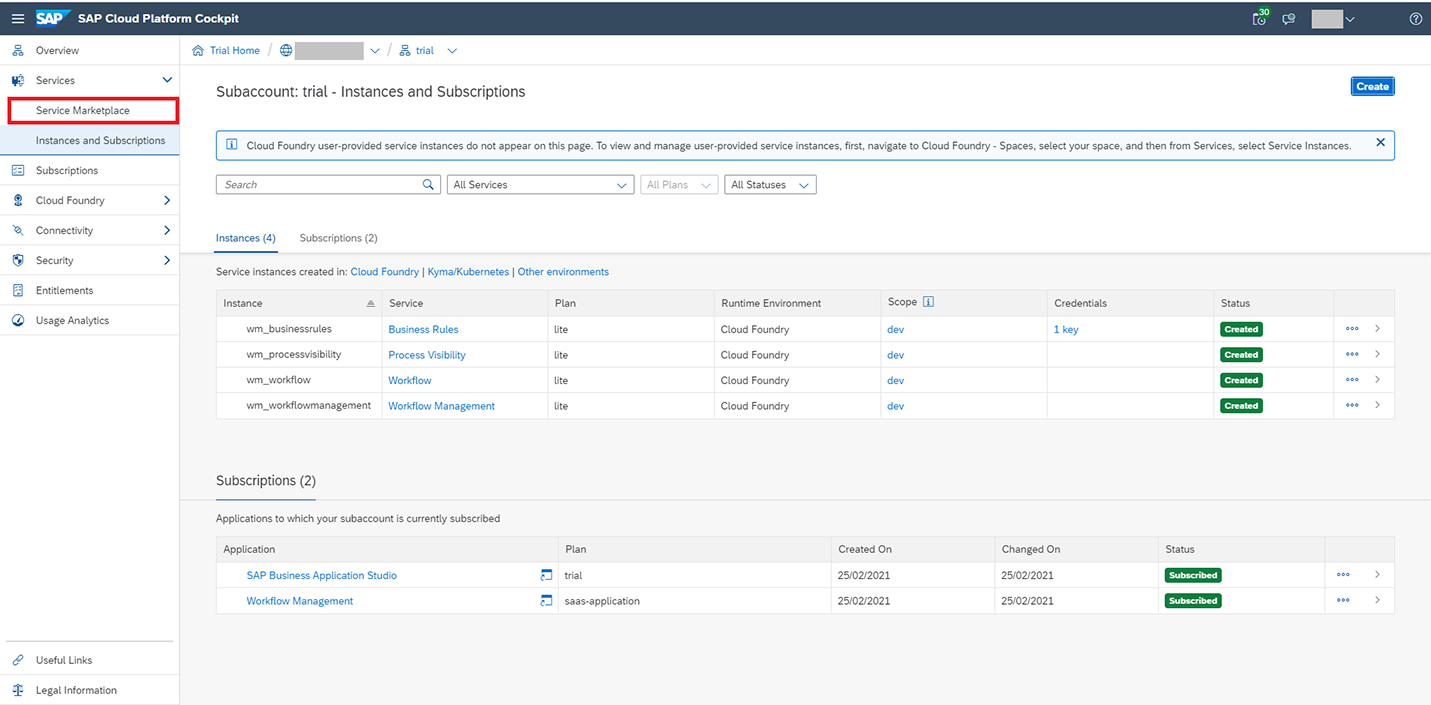 SAP SAP Cloud Platform Cockpit 30
Overview
Services
Service Marketplace
Instances and Subscriptions
Subscriptions
Cloud Foundry
Connectivity
Security
Entitlements
Usage Analytics
Useful Links
Legal Information
Trial Home / / trial
Subaccount: trial - Instances and Subscriptions Create
Cloud Foundry user-provided service instances do not appear on this page. To view and manage user-provided service instances, first, navigate to Cloud Foundry - Spaces, select your space, and then from Services, select Service Instances.
Search All Services All Plans All Statuses
Instances (4) Subscriptions (2)
Service instances created in: Cloud Foundry | Kyma/Kubernetes | Other environments
Instance Service Plan Runtime Environment Scope Credentials Status
wm_businessrules Business Rules lite Cloud Foundry dev 1 key Created
wm_processvisibility Process Visibility lite Cloud Foundry dev Created
wm_workflow Workflow lite Cloud Foundry dev Created
wm_workflowmanagement Workflow Management lite Cloud Foundry dev Created
Subscriptions (2)
Applications to which your subaccount is currently subscribed
Application Plan Created On Changed On Status
SAP Business Application Studio trial 25/02/2021 25/02/2021 Subscribed
Workflow Management saas-application 25/02/2021 25/02/2021 Subscribed